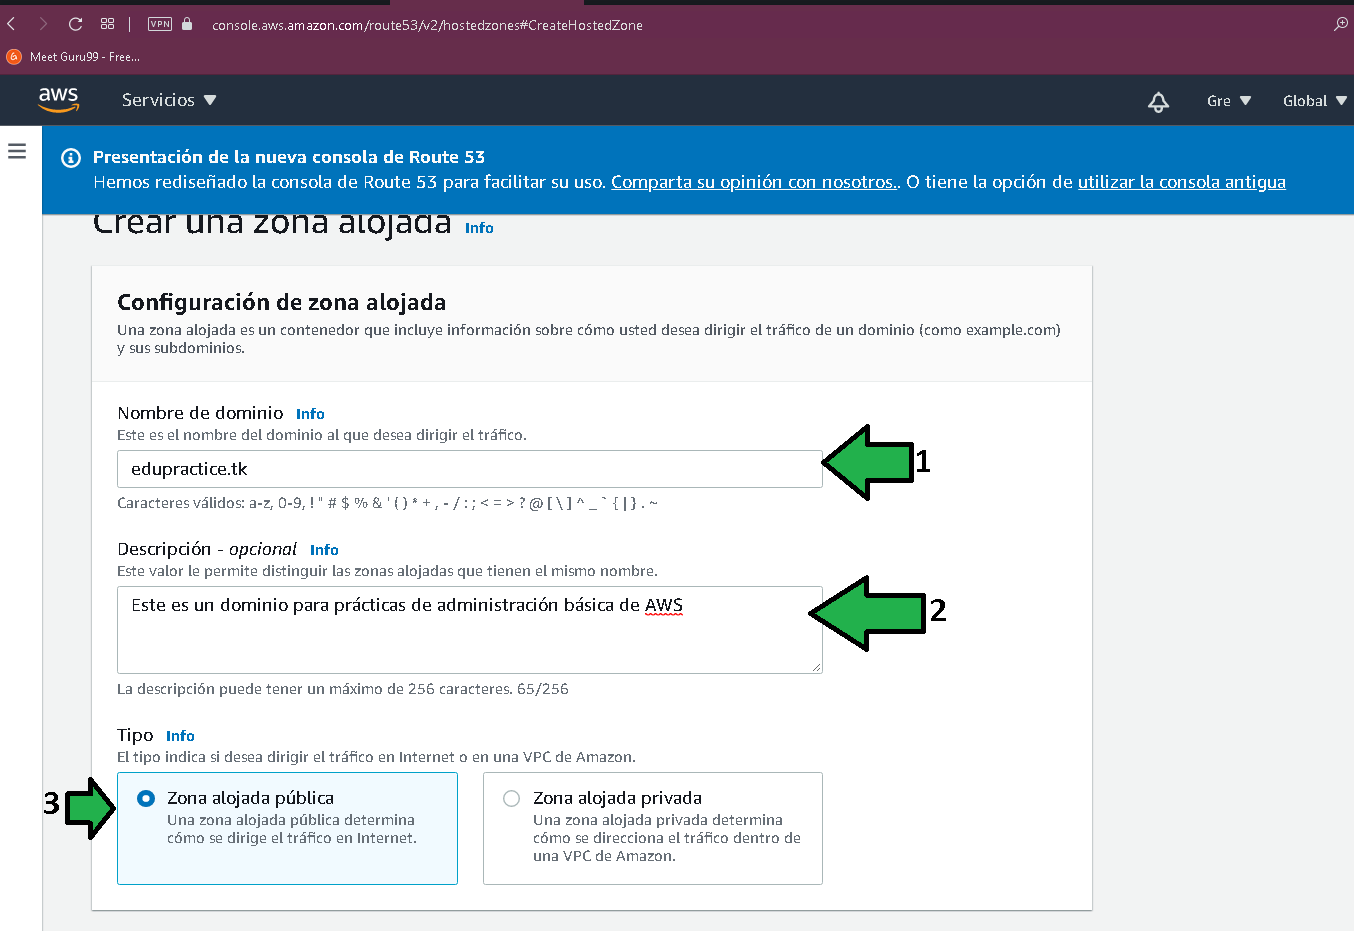 VPN console.aws.amazon.com/route53/v2/hostedzones#CreateHostedZone
Meet Guru99 - Free...
aws Servicios Gre Global
Presentación de la nueva consola de Route 53
Hemos rediseñado la consola de Route 53 para facilitar su uso. Comparta su opinión con nosotros.. O tiene la opción de utilizar la consola antigua
Crear una zona alojada Info
Configuración de zona alojada
Una zona alojada es un contenedor que incluye información sobre cómo usted desea dirigir el tráfico de un dominio (como example.com)
y sus subdominios.
Nombre de dominio Info
Este es el nombre del dominio al que desea dirigir el tráfico.
edupractice.tk
1
Caracteres válidos: a-z, 0-9, ! " # $ % & ' ( ) * + , - / : ; < = > ? @ [ \ ] ^ _ ` { | } . ~
Descripción - opcional Info
Este valor le permite distinguir las zonas alojadas que tienen el mismo nombre.
Este es un dominio para prácticas de administración básica de AWS
2
La descripción puede tener un máximo de 256 caracteres. 65/256
Tipo Info
El tipo indica si desea dirigir el tráfico en Internet o en una VPC de Amazon.
3
Zona alojada pública
Una zona alojada pública determina
cómo se dirige el tráfico en Internet.
Zona alojada privada
Una zona alojada privada determina
cómo se direcciona el tráfico dentro de
una VPC de Amazon.